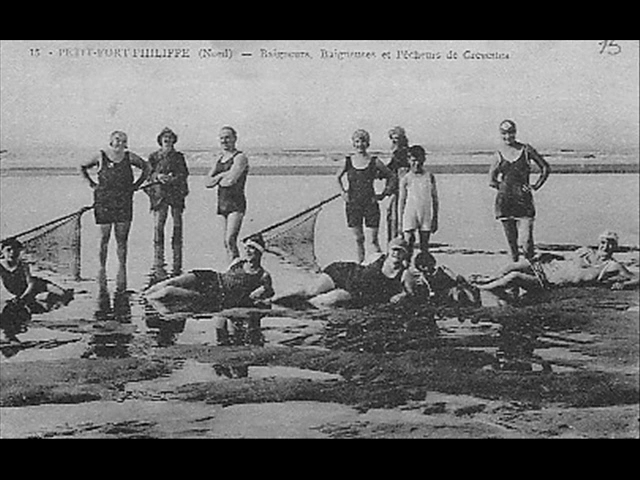 15 - PETIT-FORT PHILIPPE (Nord) — Baigneurs, Baigneuses et Pêcheurs de Crevettes
75